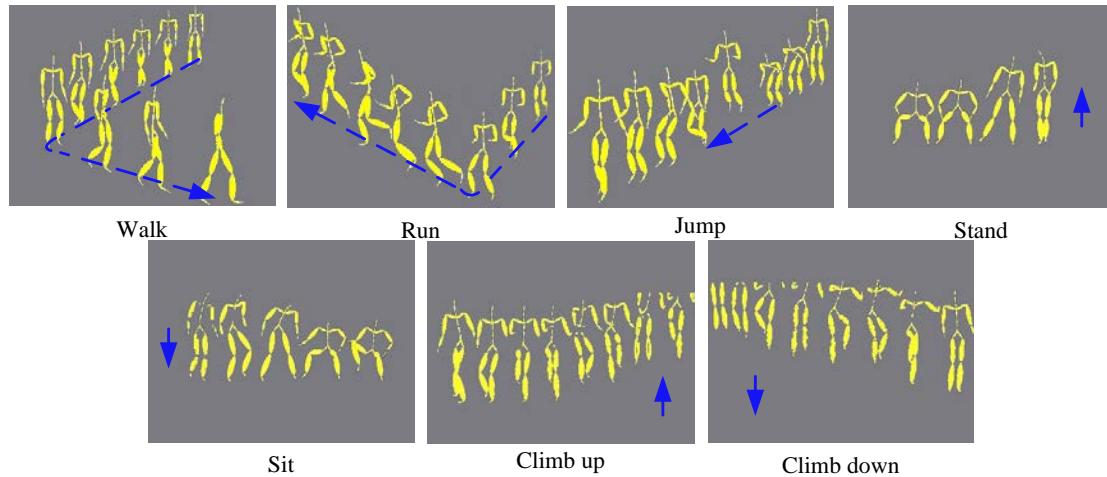 Walk
Run
Jump
Stand
Sit
Climb up
Climb down